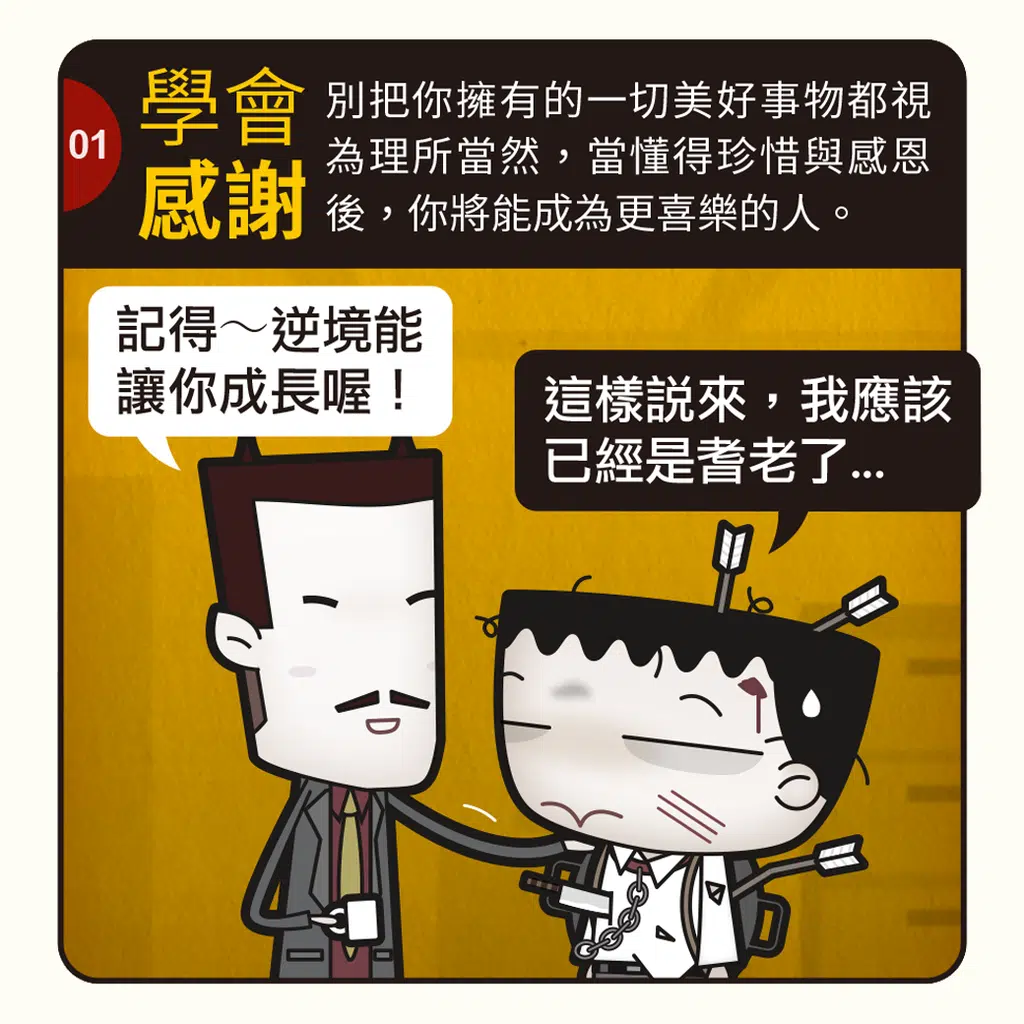 01
學會
感謝
別把你擁有的一切美好事物都視
為理所當然，當懂得珍惜與感恩
後，你將能成為更喜樂的人。
記得～逆境能
讓你成長喔！
這樣説來，我應該
已經是耆老了...